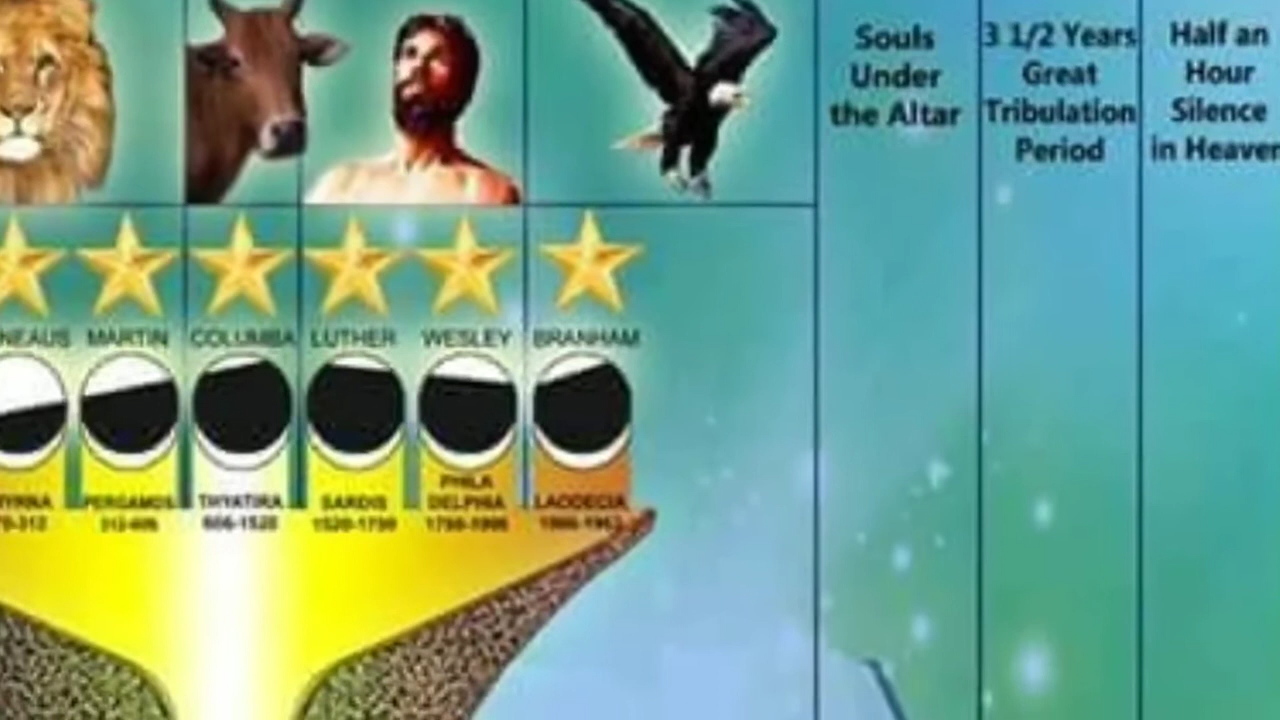 Souls
Under
the Altar
3 1/2 Years
Great
Tribulation
Period
Half an
Hour
Silence
in Heaven
NEAUS MARTIN COLUMBA LUTHER WESLEY BRANHAM
PHILA
PERGAMOS THYATIRA SARDIS DELPHIA LAODECIA